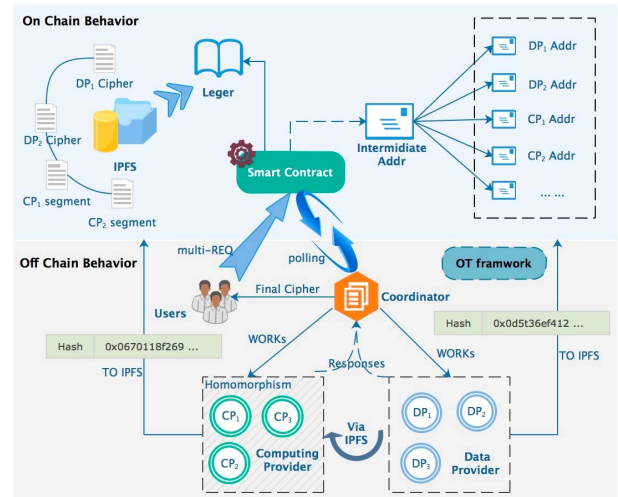 On Chain Behavior
DP1 Cipher
DP2 Cipher
IPFS
CP1 segment
CP2 segment
Leger
Smart Contract
Intermidiate
Addr
DP1 Addr
DP2 Addr
CP1 Addr
CP2 Addr
... ...
multi-REQ
polling
Off Chain Behavior
OT framwork
Users
Final Cipher
Coordinator
Hash 0x0670118f269 ...
Hash 0x0d5t36ef412 ...
TO IPFS
WORKs
Responses
WORKs
TO IPFS
Homomorphism
CP1
CP3
CP2
Computing
Provider
Via
IPFS
DP1
DP2
DP3
Data
Provider